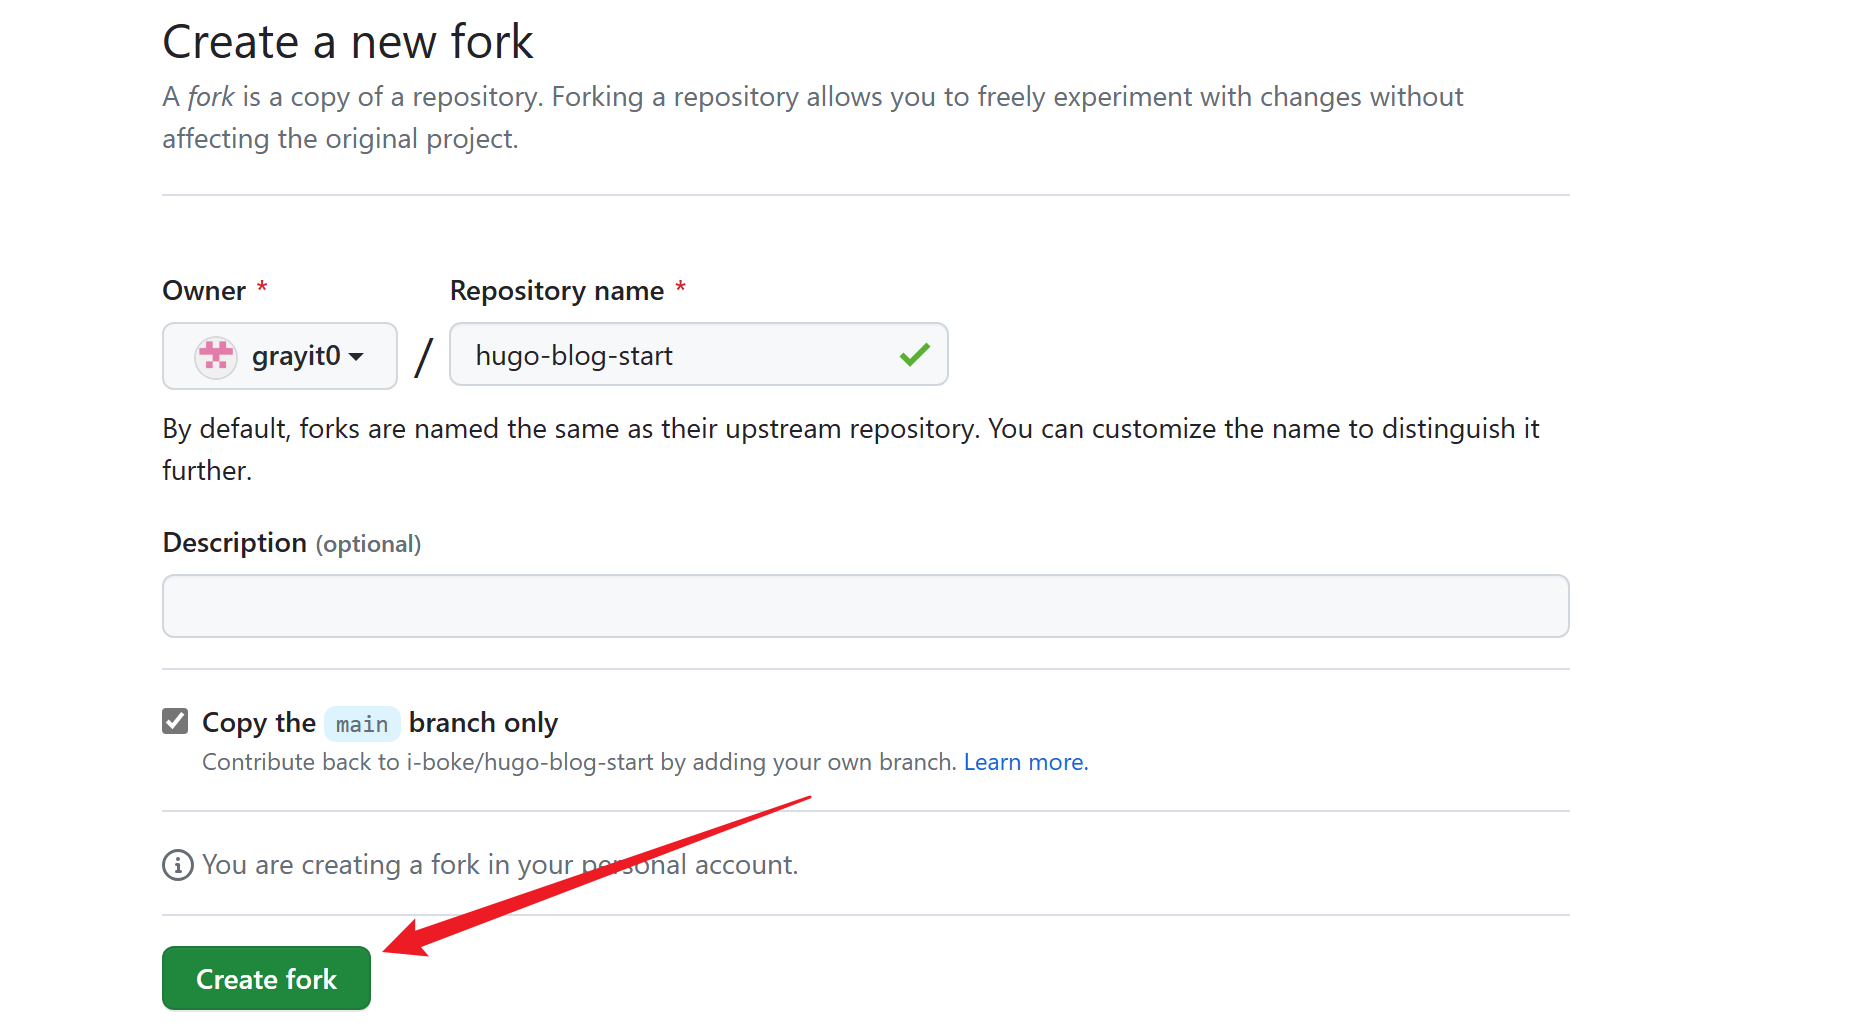 Create a new fork
A fork is a copy of a repository. Forking a repository allows you to freely experiment with changes without
affecting the original project.
Owner * Repository name *
grayit0 / hugo-blog-start
By default, forks are named the same as their upstream repository. You can customize the name to distinguish it
further.
Description (optional)
Copy the main branch only
Contribute back to i-boke/hugo-blog-start by adding your own branch. Learn more.
You are creating a fork in your personal account.
Create fork